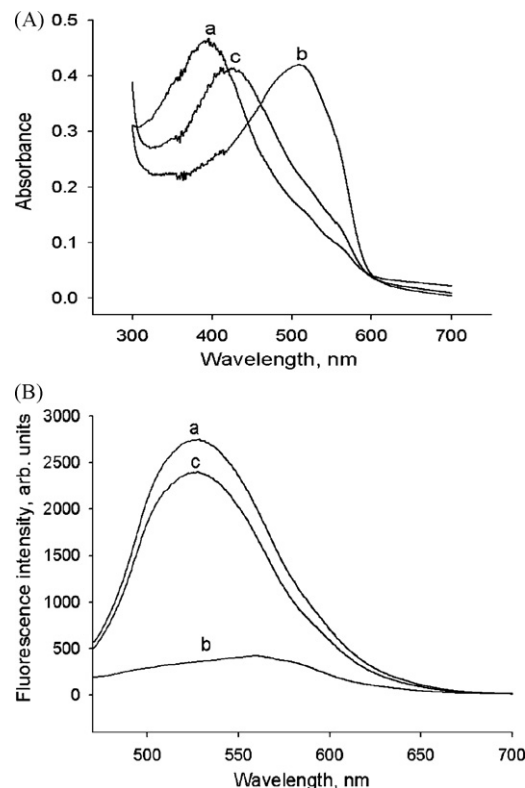 (A)
0.5
0.4
0.3
0.2
0.1
0.0
Absorbance
a
c
b
300 400 500 600 700
Wavelength, nm
(B)
3000
2500
2000
1500
1000
500
0
Fluorescence intensity, arb. units
a
c
b
500 550 600 650 700
Wavelength, nm